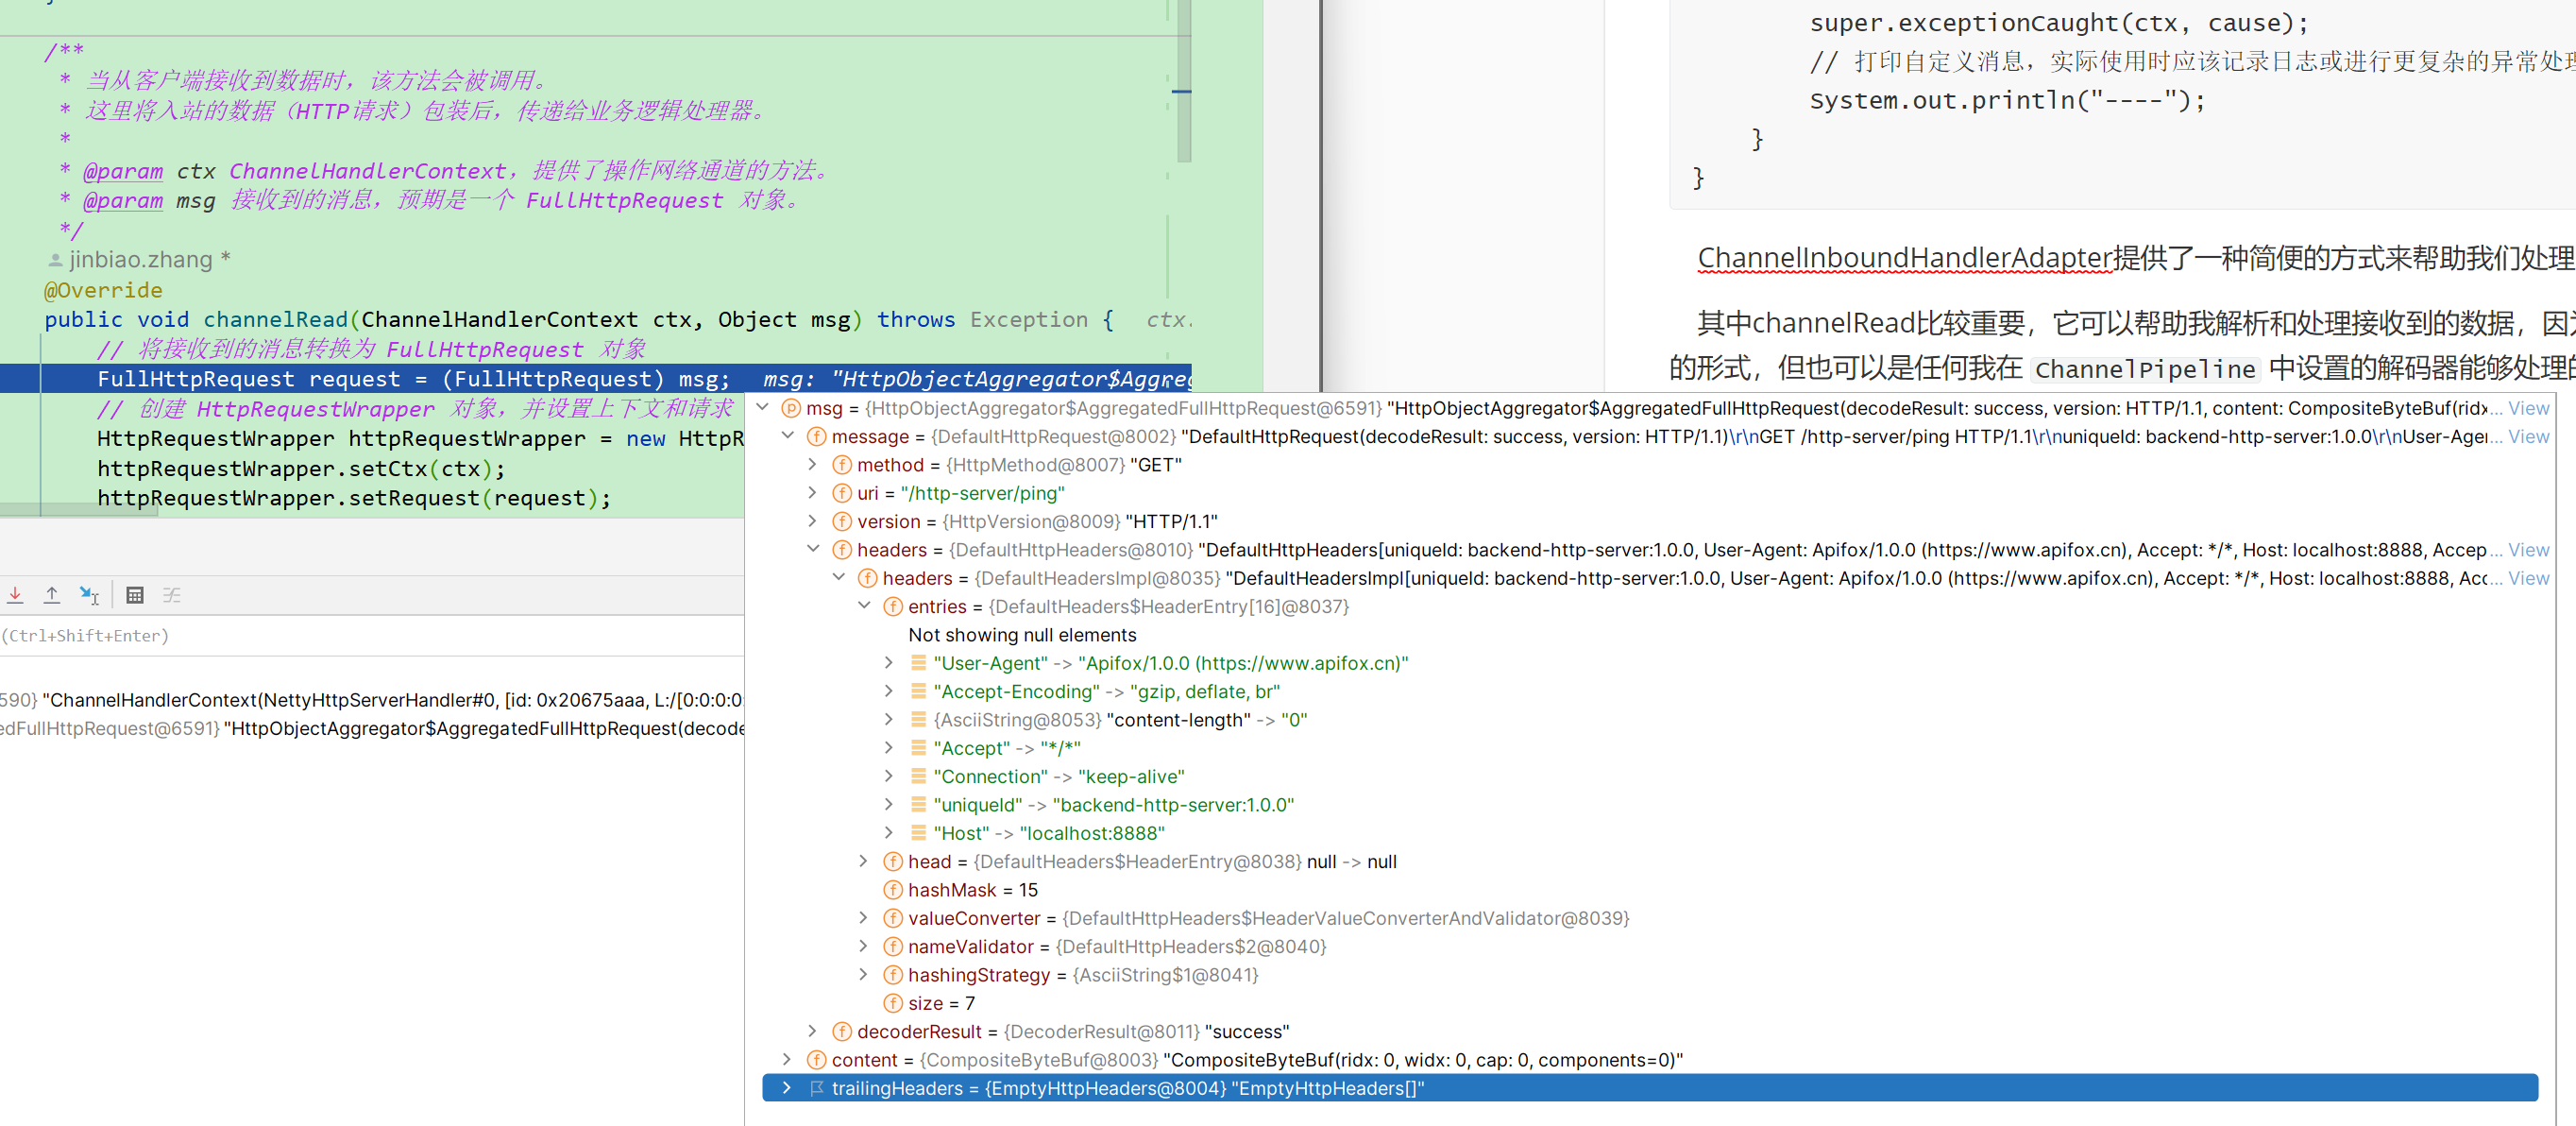 /**
* 当从客户端接收到数据时，该方法会被调用。
* 这里将入站的数据（HTTP请求）包装后，传递给业务逻辑处理器。
*
* @param ctx ChannelHandlerContext，提供了操作网络通道的方法。
* @param msg 接收到的消息，预期是一个 FullHttpRequest 对象。
*/
jinbiao.zhang *
@Override
public void channelRead(ChannelHandlerContext ctx, Object msg) throws Exception {   ctx.
// 将接收到的消息转换为 FullHttpRequest 对象
FullHttpRequest request = (FullHttpRequest) msg;   msg: "HttpObjectAggregator$Aggreg
// 创建 HttpRequestWrapper 对象，并设置上下文和请求
HttpRequestWrapper httpRequestWrapper = new HttpR
httpRequestWrapper.setCtx(ctx);
httpRequestWrapper.setRequest(request);
(Ctrl+Shift+Enter)
590} "ChannelHandlerContext(NettyHttpServerHandler#0, [id: 0x20675aaa, L:/[0:0:0:0:
edFullHttpRequest@6591} "HttpObjectAggregator$AggregatedFullHttpRequest(decode
super.exceptionCaught(ctx, cause);
// 打印自定义消息，实际使用时应该记录日志或进行更复杂的异常处理
System.out.println("----");
}
}
ChannelInboundHandlerAdapter提供了一种简便的方式来帮助我们处理
其中channelRead比较重要，它可以帮助我解析和处理接收到的数据，因为
的形式，但也可以是任何我在 ChannelPipeline 中设置的解码器能够处理的
msg = {HttpObjectAggregator$AggregatedFullHttpRequest@6591} "HttpObjectAggregator$AggregatedFullHttpRequest(decodeResult: success, version: HTTP/1.1, content: CompositeByteBuf(ridx... View
message = {DefaultHttpRequest@8002} "DefaultHttpRequest(decodeResult: success, version: HTTP/1.1)\r\nGET /http-server/ping HTTP/1.1\r\nuniqueId: backend-http-server:1.0.0\r\nUser-Agen... View
method = {HttpMethod@8007} "GET"
uri = "/http-server/ping"
version = {HttpVersion@8009} "HTTP/1.1"
headers = {DefaultHttpHeaders@8010} "DefaultHttpHeaders[uniqueId: backend-http-server:1.0.0, User-Agent: Apifox/1.0.0 (https://www.apifox.cn), Accept: */*, Host: localhost:8888, Accep... View
headers = {DefaultHeadersImpl@8035} "DefaultHeadersImpl[uniqueId: backend-http-server:1.0.0, User-Agent: Apifox/1.0.0 (https://www.apifox.cn), Accept: */*, Host: localhost:8888, Acc... View
entries = {DefaultHeaders$HeaderEntry[16]@8037}
Not showing null elements
"User-Agent" -> "Apifox/1.0.0 (https://www.apifox.cn)"
"Accept-Encoding" -> "gzip, deflate, br"
{AsciiString@8053} "content-length" -> "0"
"Accept" -> "*/*"
"Connection" -> "keep-alive"
"uniqueId" -> "backend-http-server:1.0.0"
"Host" -> "localhost:8888"
head = {DefaultHeaders$HeaderEntry@8038} null -> null
hashMask = 15
valueConverter = {DefaultHttpHeaders$HeaderValueConverterAndValidator@8039}
nameValidator = {DefaultHttpHeaders$2@8040}
hashingStrategy = {AsciiString$1@8041}
size = 7
decoderResult = {DecoderResult@8011} "success"
content = {CompositeByteBuf@8003} "CompositeByteBuf(ridx: 0, widx: 0, cap: 0, components=0)"
trailingHeaders = {EmptyHttpHeaders@8004} "EmptyHttpHeaders[]"